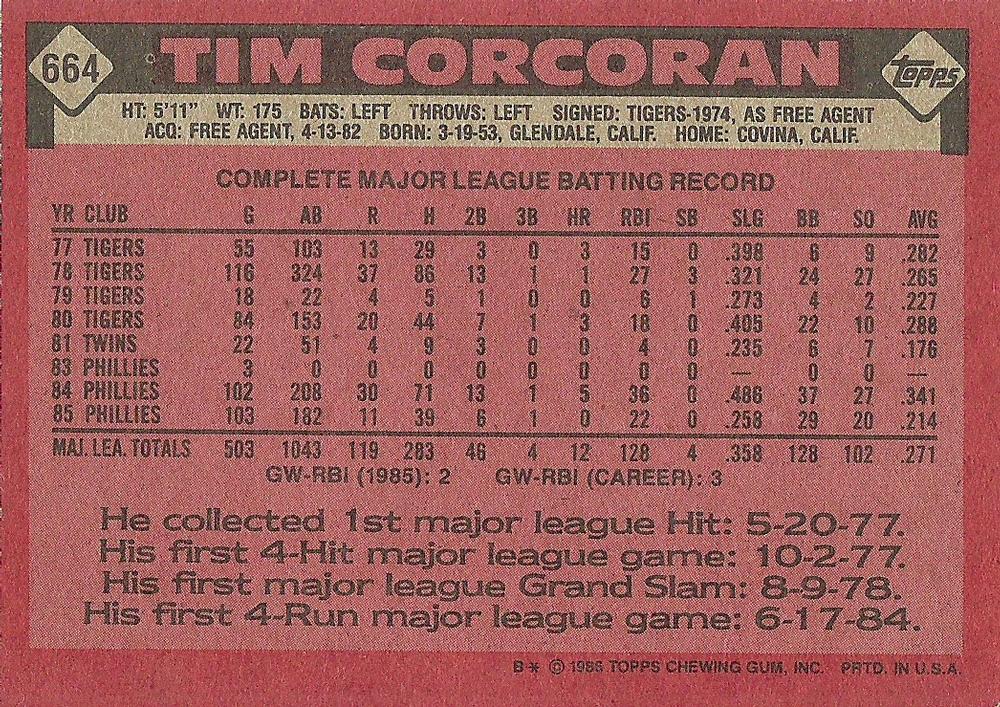 664 TIM CORCORAN Topps
HT: 5'11" WT: 175 BATS: LEFT THROWS: LEFT SIGNED: TIGERS-1974, AS FREE AGENT
ACQ: FREE AGENT, 4-13-82 BORN: 3-19-53, GLENDALE, CALIF. HOME: COVINA, CALIF.
COMPLETE MAJOR LEAGUE BATTING RECORD
YR CLUB G AB R H 2B 3B HR RBI SB SLG BB SO AVG
77 TIGERS 55 103 13 29 3 0 3 15 0 .398 6 9 .282
78 TIGERS 116 324 37 86 13 1 1 27 3 .321 24 27 .265
79 TIGERS 18 22 4 5 1 0 0 6 1 .273 4 2 .227
80 TIGERS 84 153 20 44 7 1 3 18 0 .405 22 10 .288
81 TWINS 22 51 4 9 3 0 0 4 0 .235 6 7 .176
83 PHILLIES 3 0 0 0 0 0 0 0 0 — 0 0 —
84 PHILLIES 102 208 30 71 13 1 5 36 0 .486 37 27 .341
85 PHILLIES 103 182 11 39 6 1 0 22 0 .258 29 20 .214
MAJ. LEA. TOTALS 503 1043 119 283 46 4 12 128 4 .358 128 102 .271
GW-RBI (1985): 2 GW-RBI (CAREER): 3
He collected 1st major league Hit: 5-20-77.
His first 4-Hit major league game: 10-2-77.
His first major league Grand Slam: 8-9-78.
His first 4-Run major league game: 6-17-84.
B* © 1986 TOPPS CHEWING GUM, INC. PRTD. IN U.S.A.